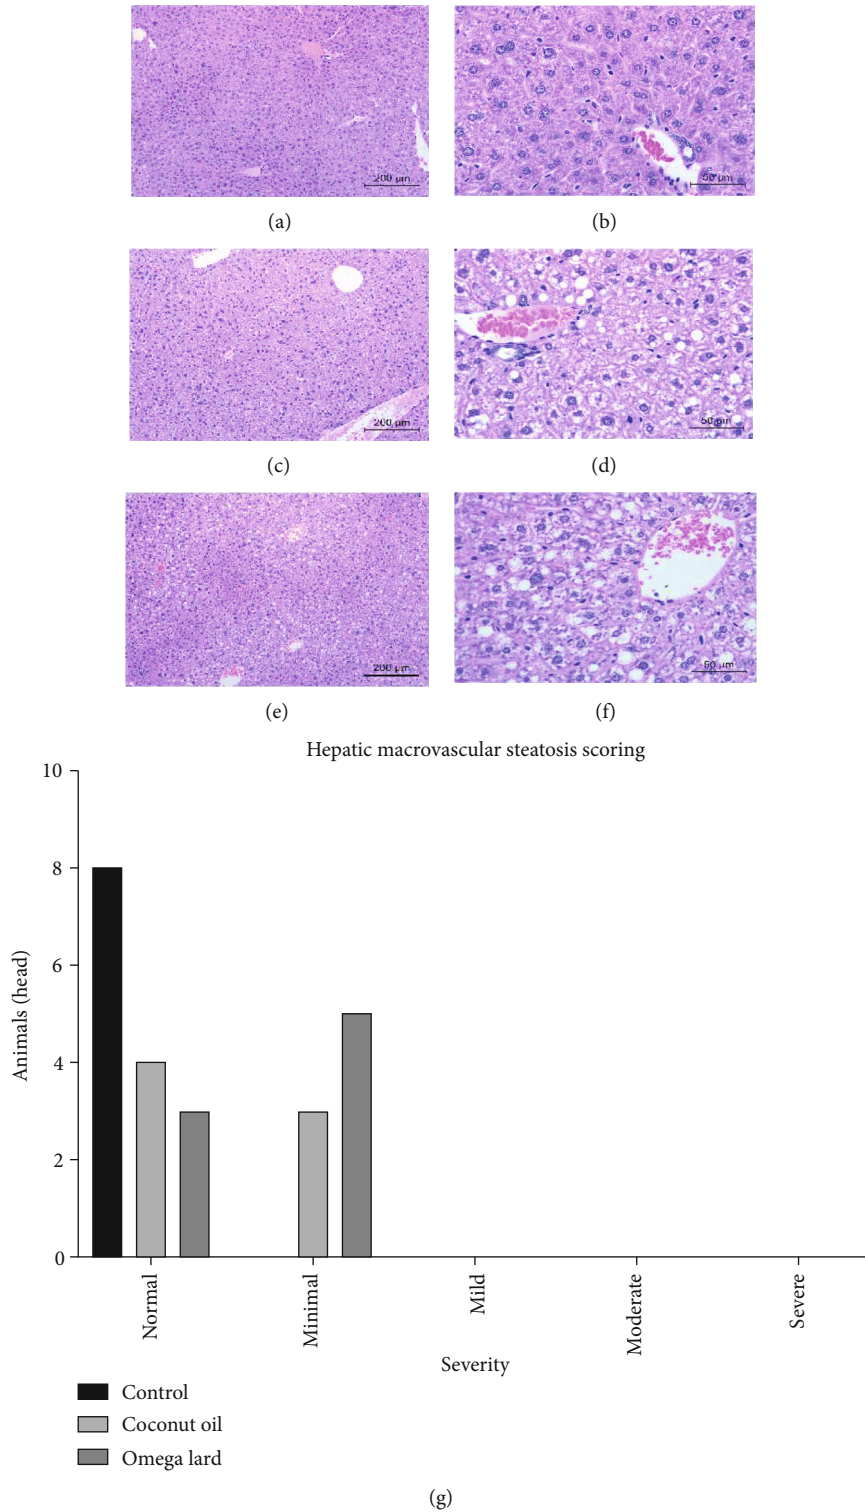 200 µm
50 µm
(a)
(b)
200 µm
50 µm
(c)
(d)
200 µm
50 µm
(e)
(f)
Hepatic macrovascular steatosis scoring
10
8
6
4
2
0
Animals (head)
Normal
Minimal
Mild
Moderate
Severe
Severity
Control
Coconut oil
Omega lard
(g)